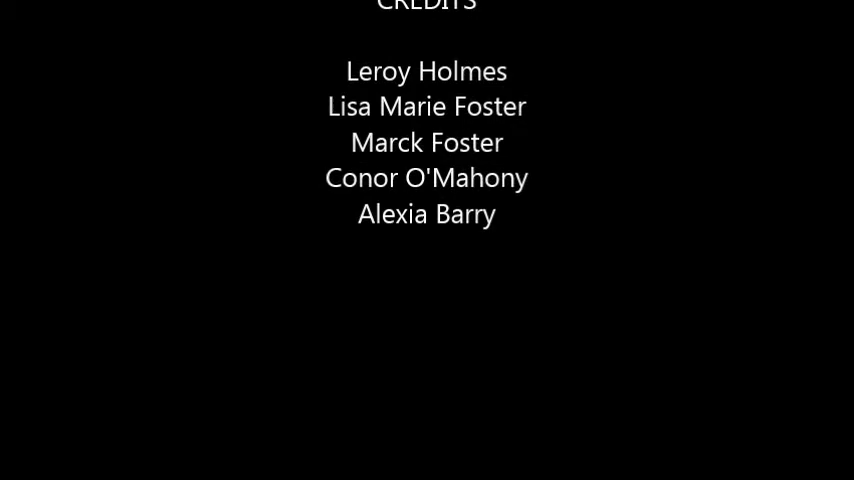 CREDITS
Leroy Holmes
Lisa Marie Foster
Marck Foster
Conor O'Mahony
Alexia Barry